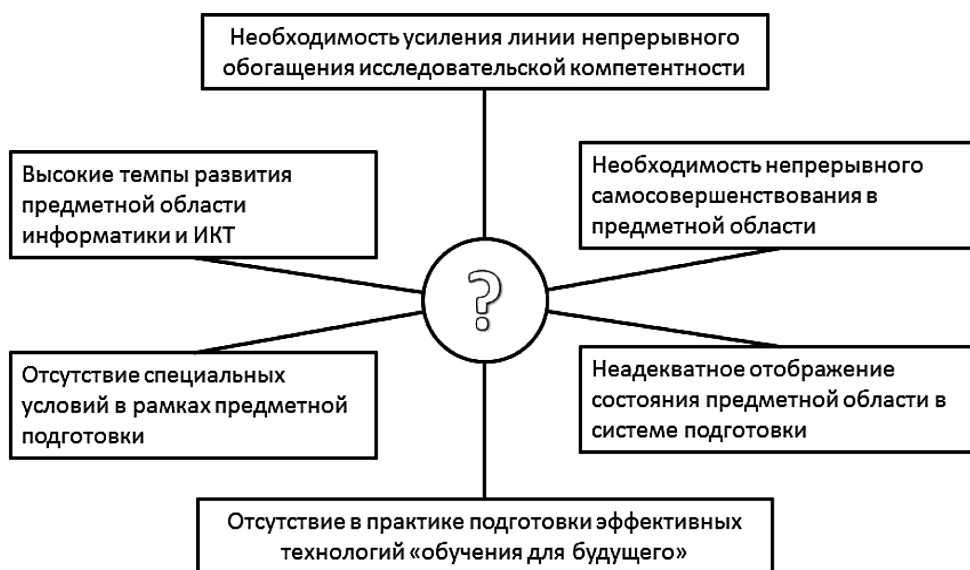 Необходимость усиления линии непрерывного
обогащения исследовательской компетентности
Высокие темпы развития
предметной области
информатики и ИКТ
Необходимость непрерывного
самосовершенствования в
предметной области
?
Отсутствие специальных
условий в рамках предметной
подготовки
Неадекватное отображение
состояния предметной области в
системе подготовки
Отсутствие в практике подготовки эффективных
технологий «обучения для будущего»